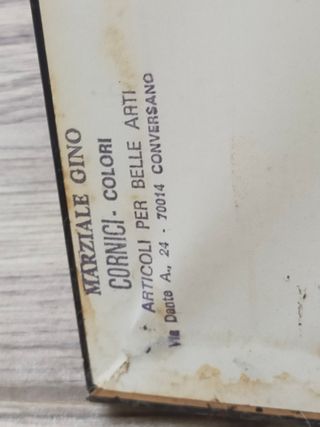 MARZIALE GINO
CORNICI - COLORI
ARTICOLI PER BELLE ARTI
Via Dante A., 24 - 70014 CONVERSANO